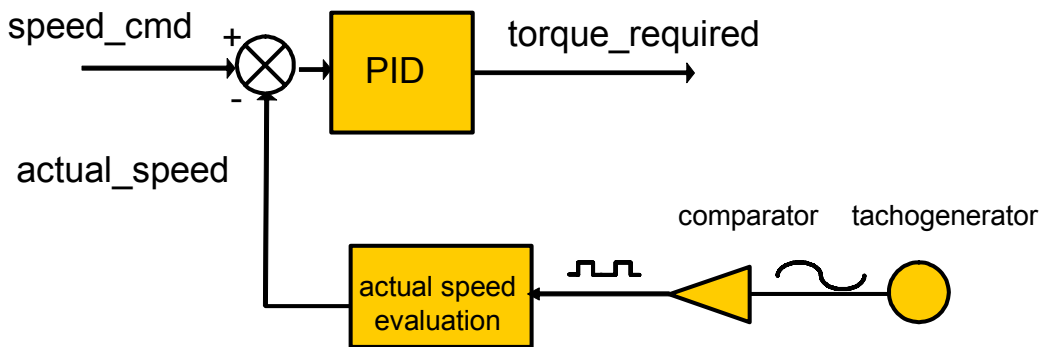 speed_cmd
+
-
PID
torque_required
actual_speed
comparator
tachogenerator
actual speed
evaluation